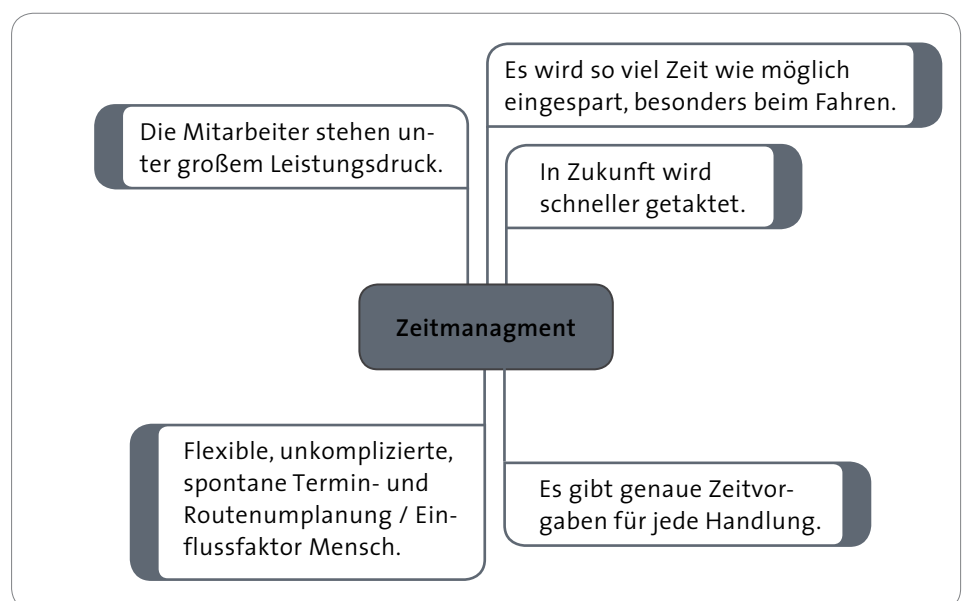 Es wird so viel Zeit wie möglich
eingespart, besonders beim Fahren.
Die Mitarbeiter stehen un-
ter großem Leistungsdruck.
In Zukunft wird
schneller getaktet.
Zeitmanagment
Flexible, unkomplizierte,
spontane Termin- und
Routenumplanung / Ein-
flussfaktor Mensch.
Es gibt genaue Zeitvor-
gaben für jede Handlung.